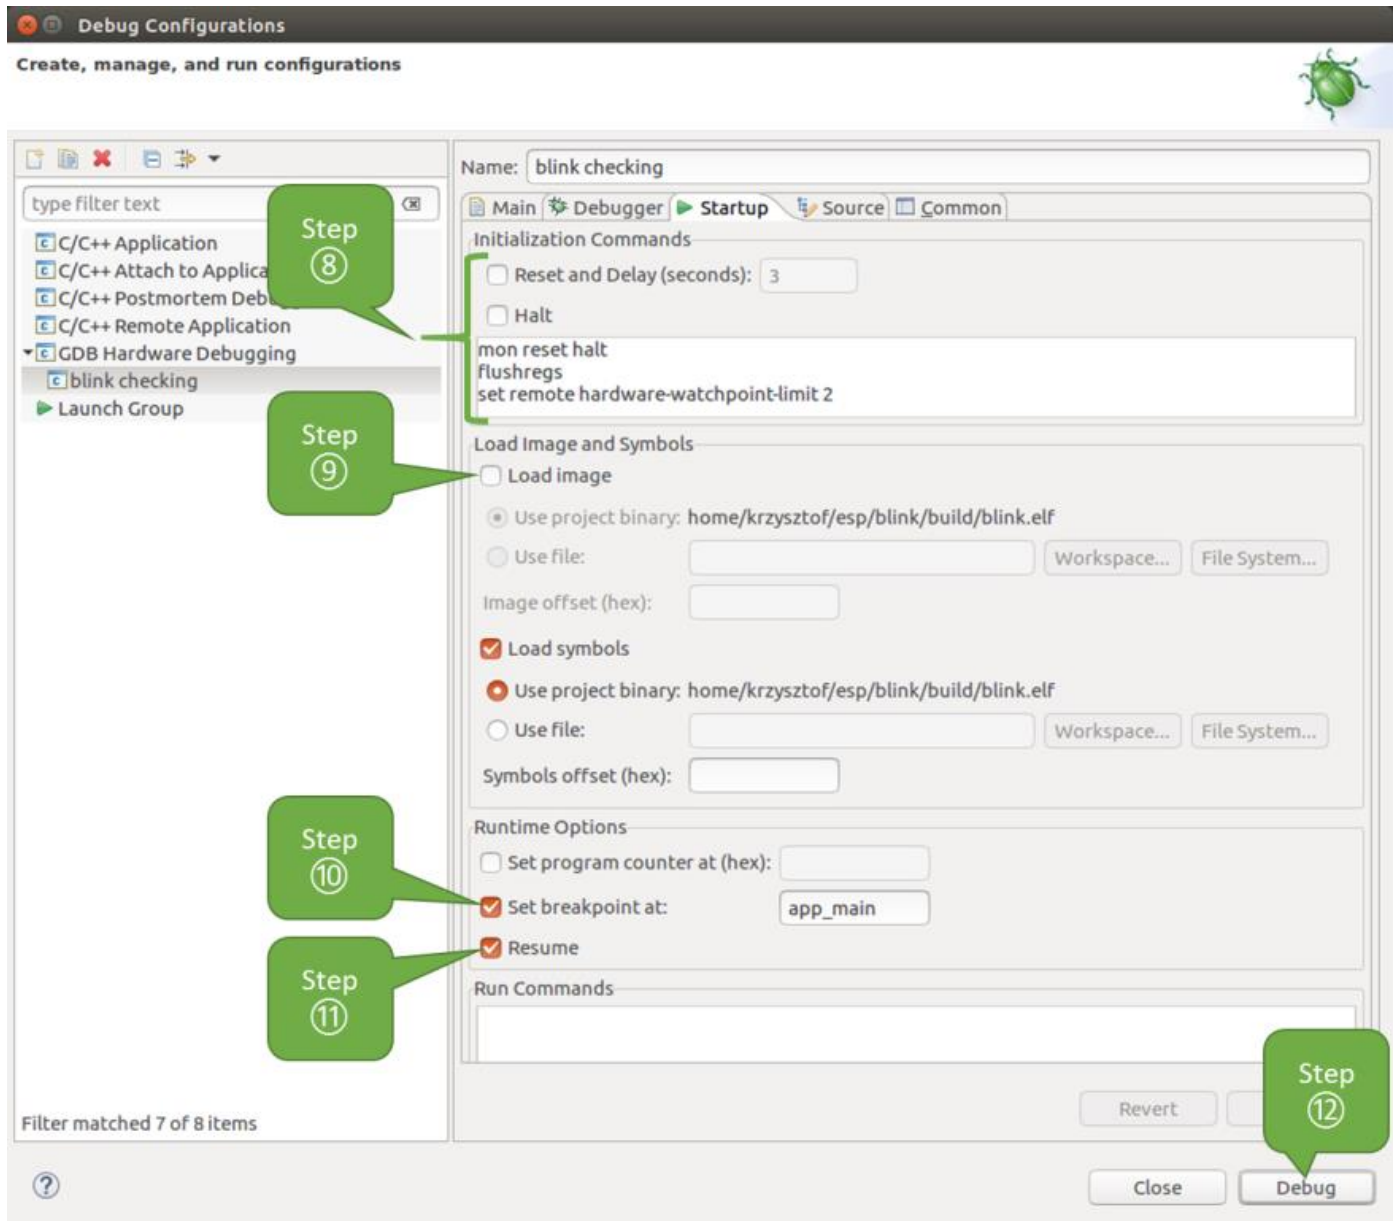 Debug Configurations
Create, manage, and run configurations
type filter text
C/C++ Application
C/C++ Attach to Applica
C/C++ Postmortem Debugg
C/C++ Remote Application
GDB Hardware Debugging
blink checking
Launch Group
Filter matched 7 of 8 items
Step
⑧
Step
⑨
Step
⑩
Step
⑪
Name: blink checking
Main Debugger Startup Source Common
Initialization Commands
Reset and Delay (seconds): 3
Halt
mon reset halt
flushregs
set remote hardware-watchpoint-limit 2
Load Image and Symbols
Load image
Use project binary: home/krzysztof/esp/blink/build/blink.elf
Use file: Workspace... File System...
Image offset (hex):
Load symbols
Use project binary: home/krzysztof/esp/blink/build/blink.elf
Use file: Workspace... File System...
Symbols offset (hex):
Runtime Options
Set program counter at (hex):
Set breakpoint at: app_main
Resume
Run Commands
Step
⑫
Revert
Close Debug